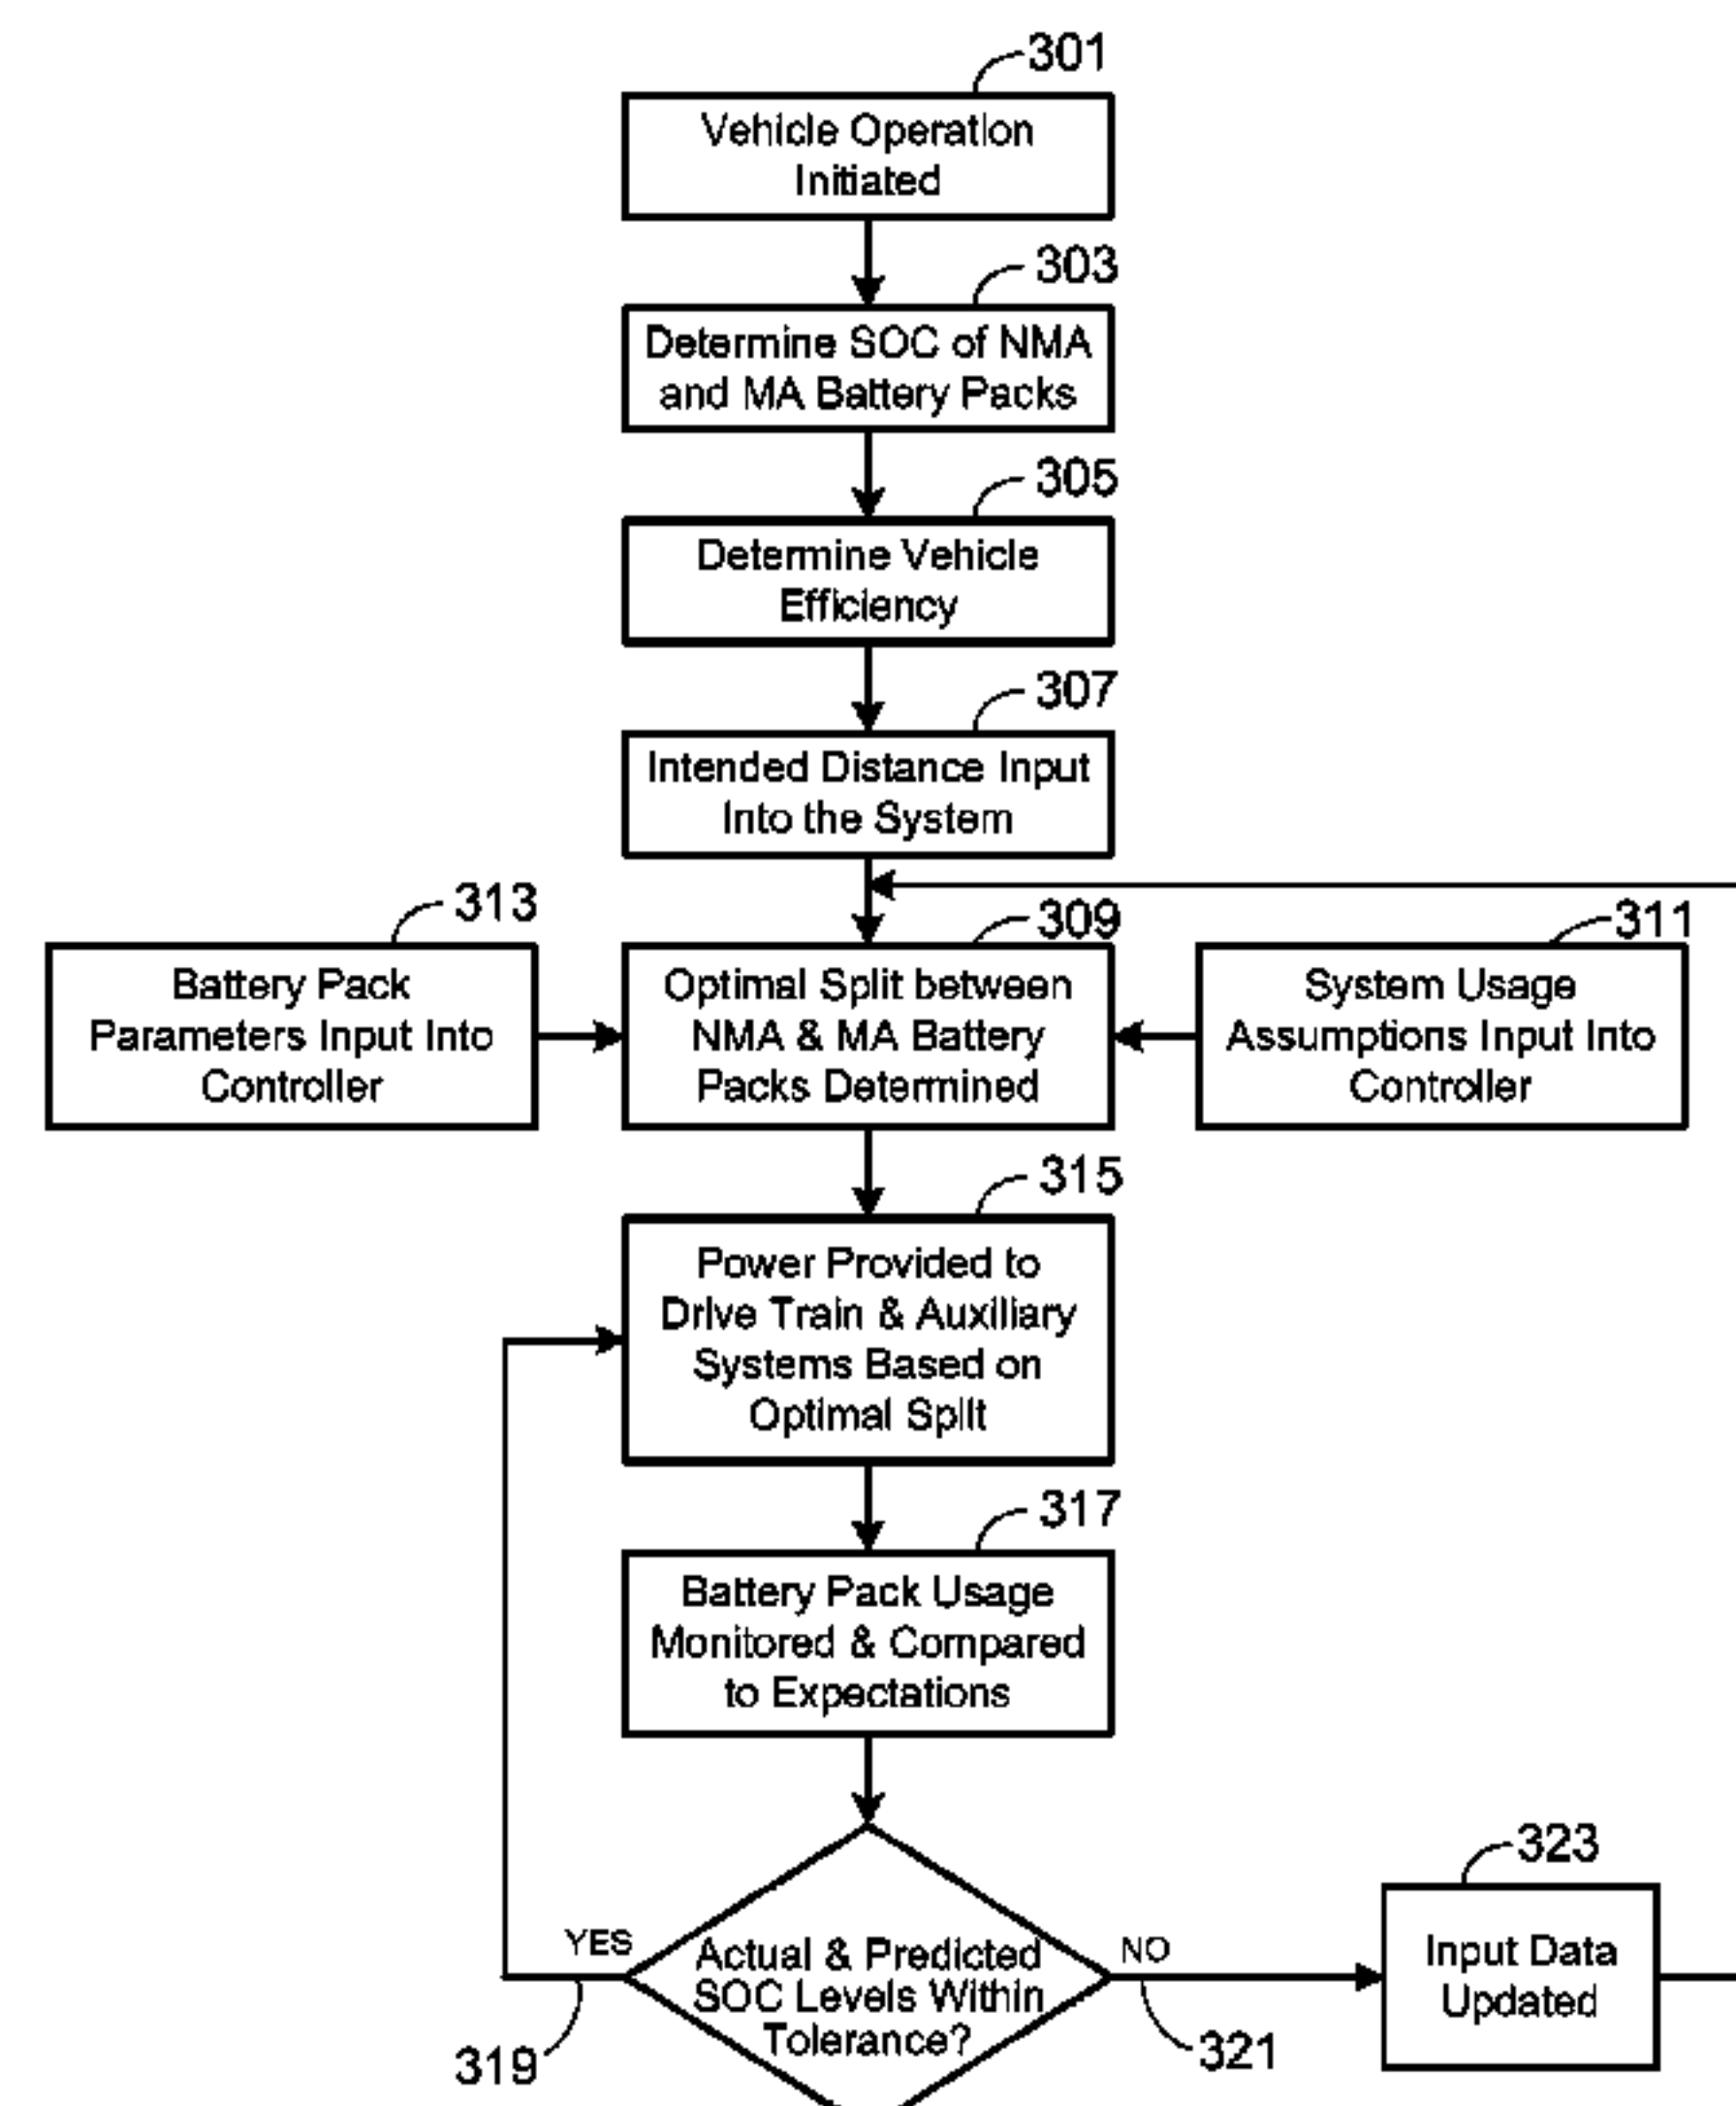 301
Vehicle Operation
Initiated
303
Determine SOC of NMA
and MA Battery Packs
305
Determine Vehicle
Efficiency
307
Intended Distance Input
Into the System
313
Battery Pack
Parameters Input Into
Controller
309
Optimal Split between
NMA & MA Battery
Packs Determined
311
System Usage
Assumptions Input Into
Controller
315
Power Provided to
Drive Train & Auxiliary
Systems Based on
Optimal Split
317
Battery Pack Usage
Monitored & Compared
to Expectations
YES
319
Actual & Predicted
SOC Levels Within
Tolerance?
NO
321
323
Input Data
Updated